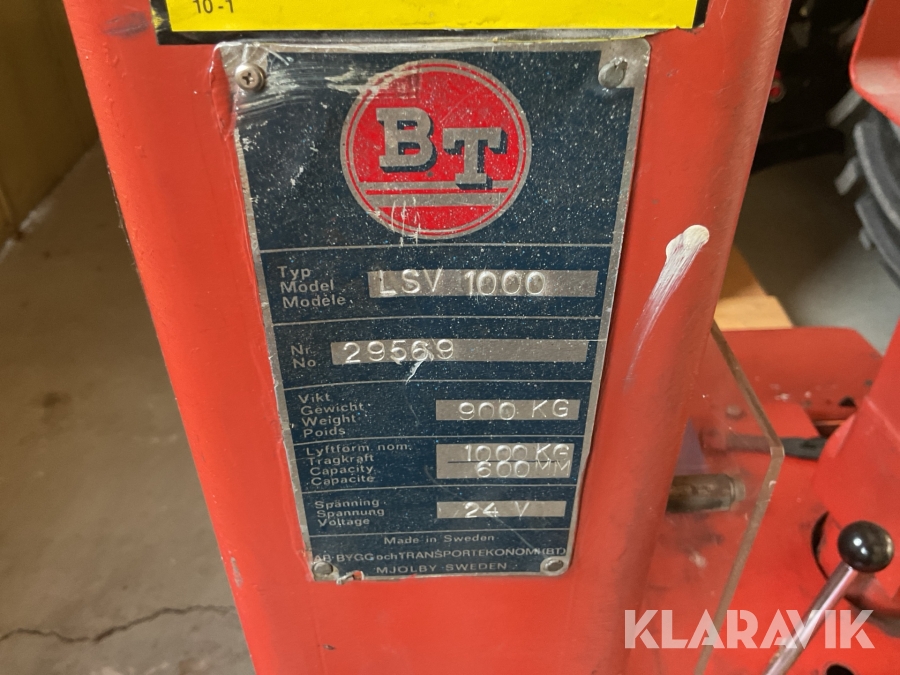 10-1
BT
Typ
Model
Modèle
LSV 1000
Nr.
No.
29569
Vikt
Gewicht
Weight
Poids
900 KG
Lyftförm. nom.
Tragkraft
Capacity
Capacite
1000 KG
600 MM
Spänning
Spannung
Voltage
24 V
Made in Sweden
AB BYGG och TRANSPORTEKONOMI (BT)
MJÖLBY SWEDEN
KLARAVIK